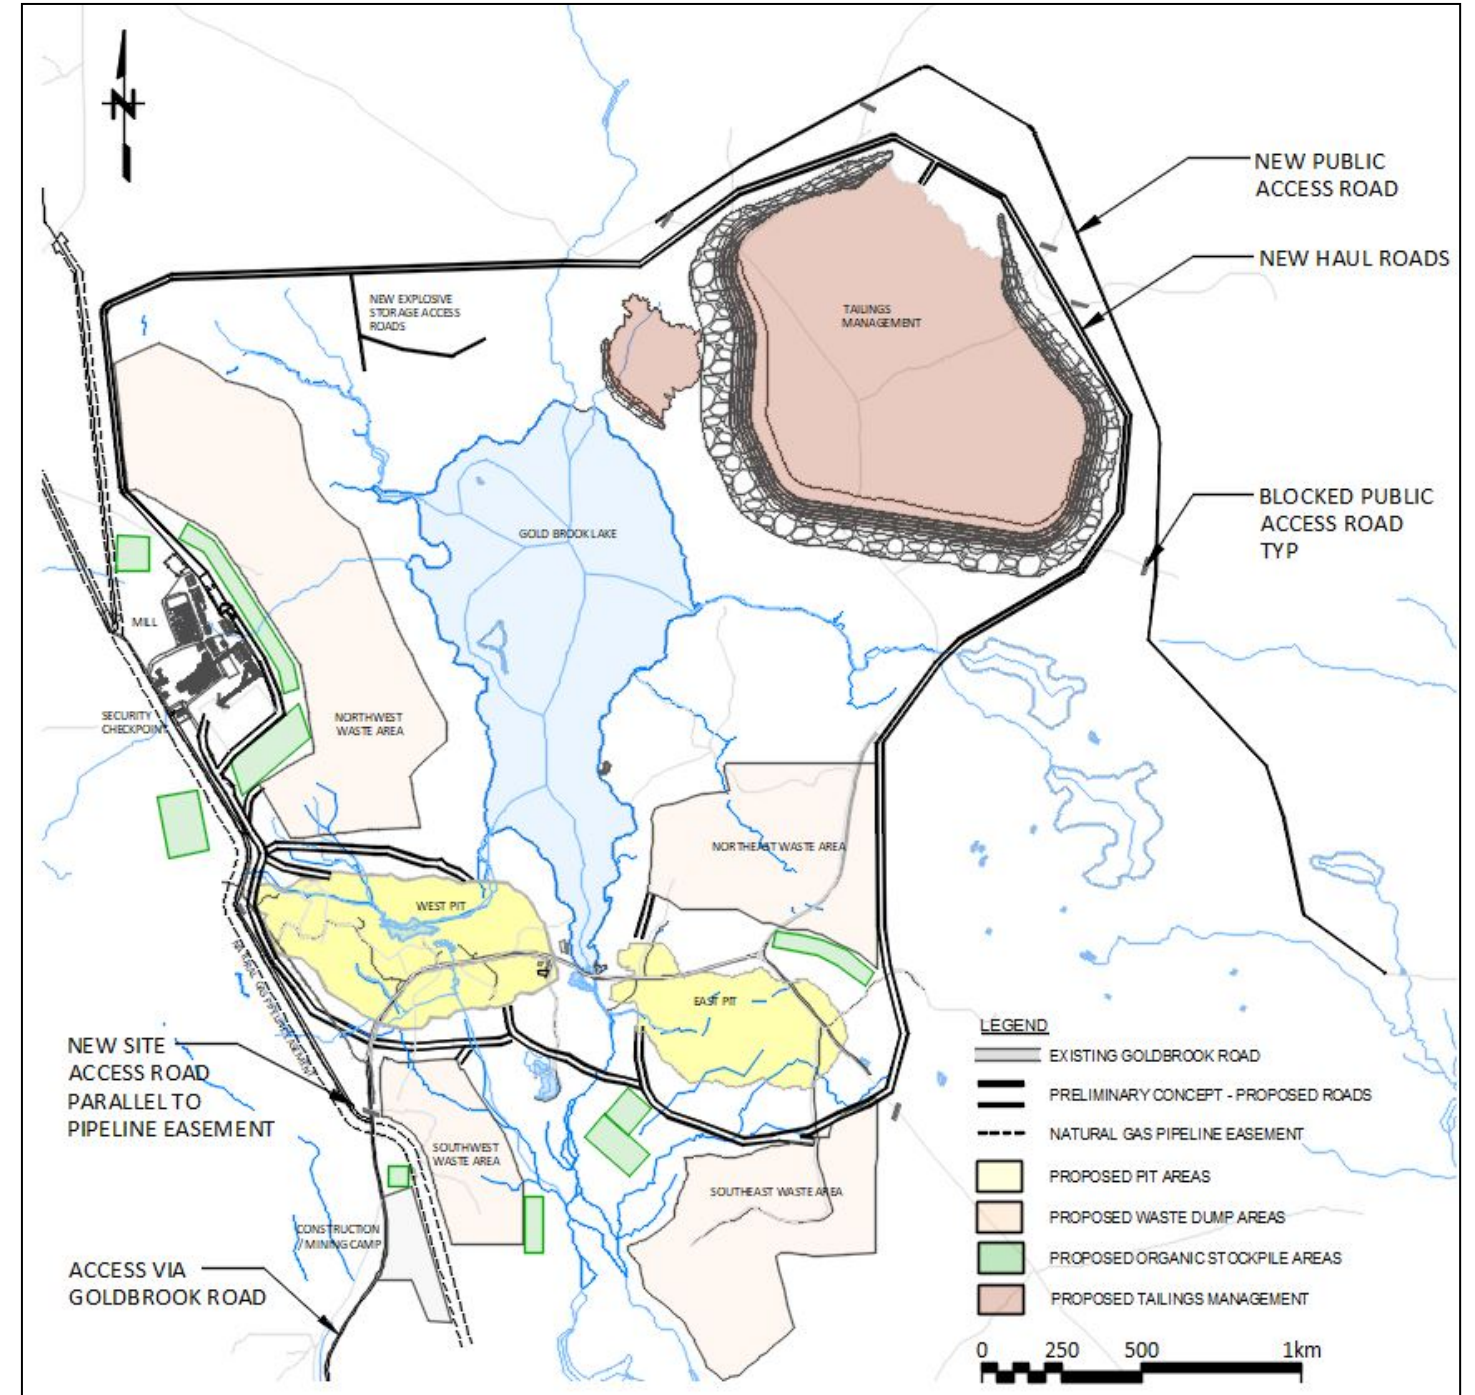 N
NEW PUBLIC
ACCESS ROAD
NEW HAUL ROADS
NEW EXPLOSIVE
STORAGE ACCESS
ROADS
TAILINGS
MANAGEMENT
BLOCKED PUBLIC
ACCESS ROAD
TYP
GOLD BROOK LAKE
MILL
SECURITY
CHECKPOINT
NORTHWEST
WASTE AREA
NORTHEAST WASTE AREA
WEST PIT
EAST PIT
NATURAL GAS PIPELINE EASEMENT
NEW SITE
ACCESS ROAD
PARALLEL TO
PIPELINE EASEMENT
SOUTHWEST
WASTE AREA
SOUTHEAST WASTE AREA
CONSTRUCTION
/ MINING CAMP
ACCESS VIA
GOLDBROOK ROAD
LEGEND
EXISTING GOLDBROOK ROAD
PRELIMINARY CONCEPT - PROPOSED ROADS
NATURAL GAS PIPELINE EASEMENT
PROPOSED PIT AREAS
PROPOSED WASTE DUMP AREAS
PROPOSED ORGANIC STOCKPILE AREAS
PROPOSED TAILINGS MANAGEMENT
0 250 500 1km